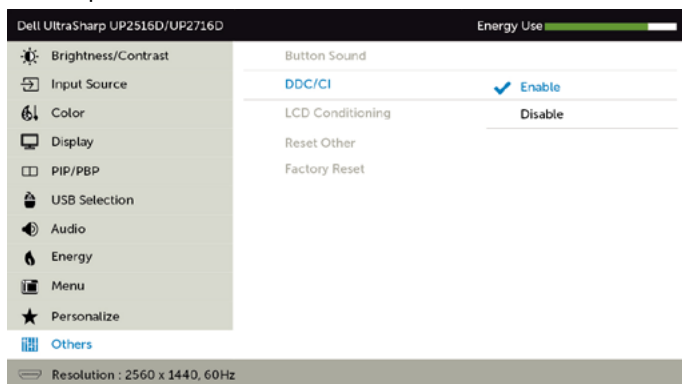 Dell UltraSharp UP2516D/UP2716D
Energy Use
Brightness/Contrast
Input Source
Color
Display
PIP/PBP
USB Selection
Audio
Energy
Menu
Personalize
Others
Button Sound
DDC/CI
LCD Conditioning
Reset Other
Factory Reset
Enable
Disable
Resolution : 2560 x 1440, 60Hz